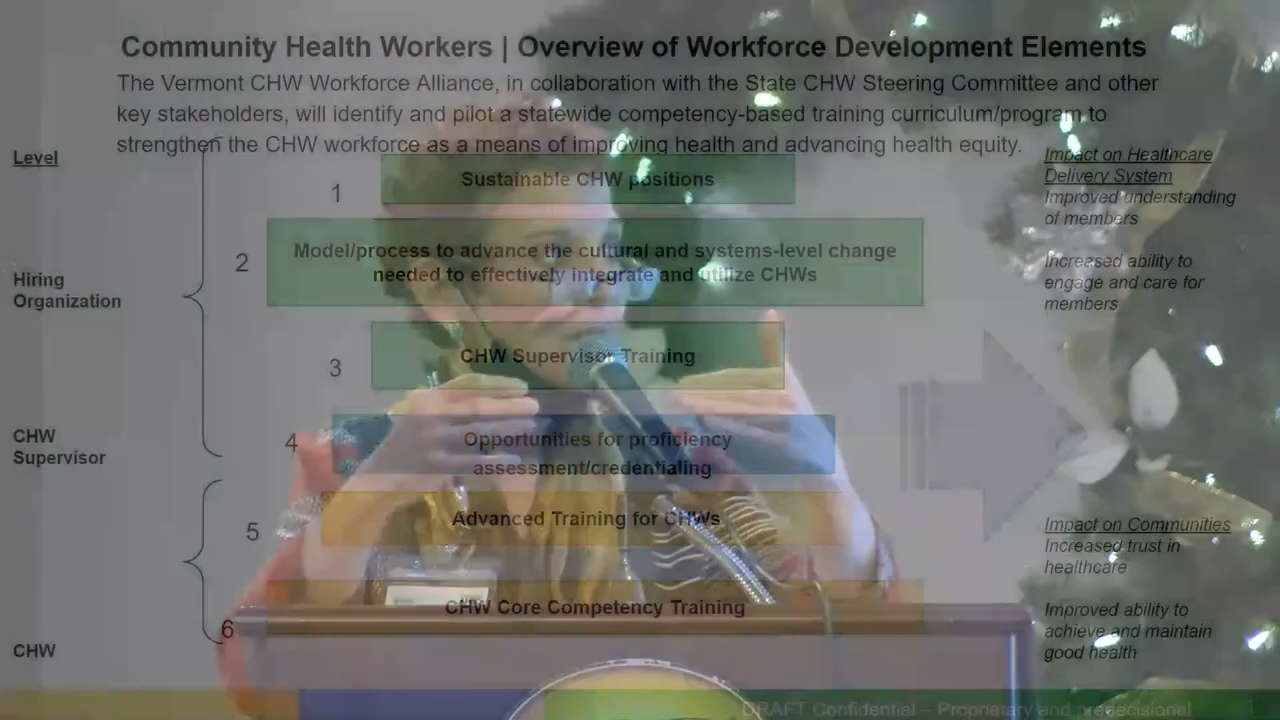 Community Health Workers | Overview of Workforce Development Elements
The Vermont CHW Workforce Alliance, in collaboration with the State CHW Steering Committee and other
key stakeholders, will identify and pilot a statewide competency-based training curriculum/program to
strengthen the CHW workforce as a means of improving health and advancing health equity.
Level
Hiring
Organization
CHW
Supervisor
CHW
1
Sustainable CHW positions
2
Model/process to advance the cultural and systems-level change
needed to effectively integrate and utilize CHWs
3
CHW Supervisor Training
4
Opportunities for proficiency
assessment/credentialing
5
Advanced Training for CHWs
6
CHW Core Competency Training
Impact on Healthcare
Delivery System
Improved understanding
of members
Increased ability to
engage and care for
members
Impact on Communities
Increased trust in
healthcare
Improved ability to
achieve and maintain
good health
DRAFT Confidential – Proprietary and predecisional